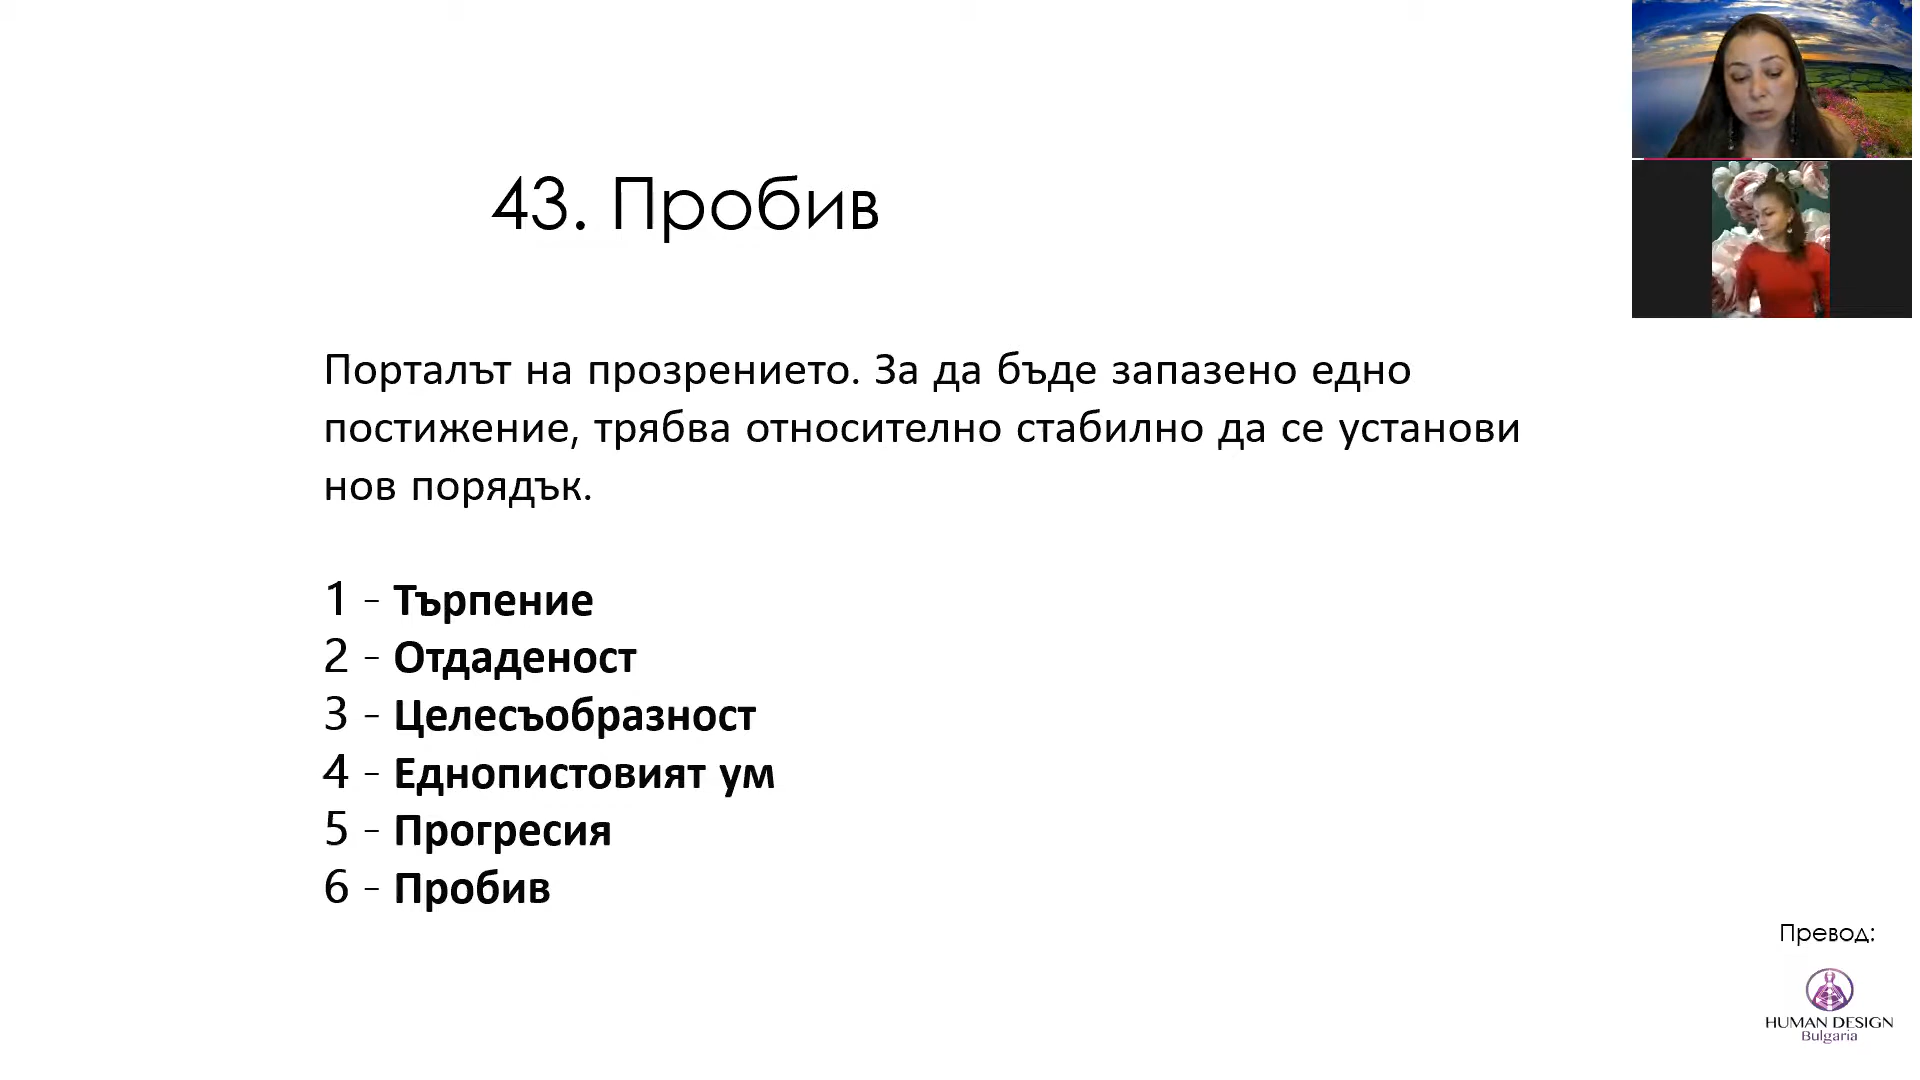 43. Пробив
Порталът на прозрението. За да бъде запазено едно
постижение, трябва относително стабилно да се установи
нов порядък.
1 - Търпение
2 - Отдаденост
3 - Целесъобразност
4 - Еднопистовият ум
5 - Прогресия
6 - Пробив
Превод:
HUMAN DESIGN
Bulgaria